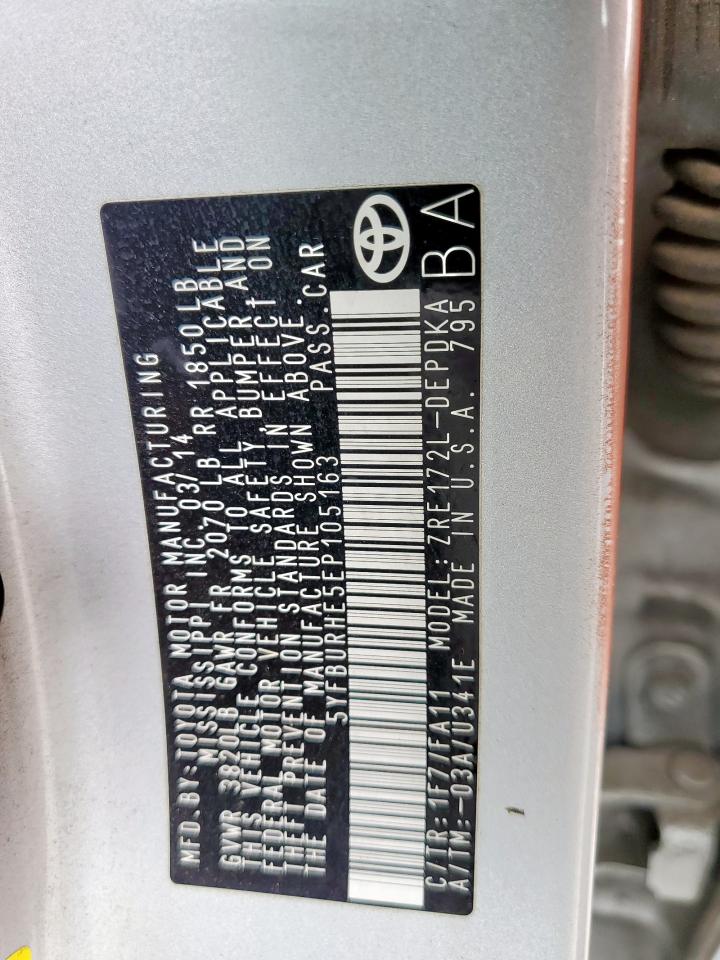 MFD. BY: TOYOTA MOTOR MANUFACTURING
MISSISSIPPI INC. 03/14
GVWR 3820LB GAWR FR 2070 LB RR 1850LB
THIS VEHICLE CONFORMS TO ALL APPLICABLE
FEDERAL MOTOR VEHICLE SAFETY, BUMPER, AND
THEFT PREVENTION STANDARDS IN EFFECT ON
THE DATE OF MANUFACTURE SHOWN ABOVE.
5YFBURHE5EP105163 PASS. CAR
C/TR: 1F7/FA11 MODEL: ZRE172L-DEPDKA
A/TM:-03A/U341E MADE IN U.S.A. 795
BA